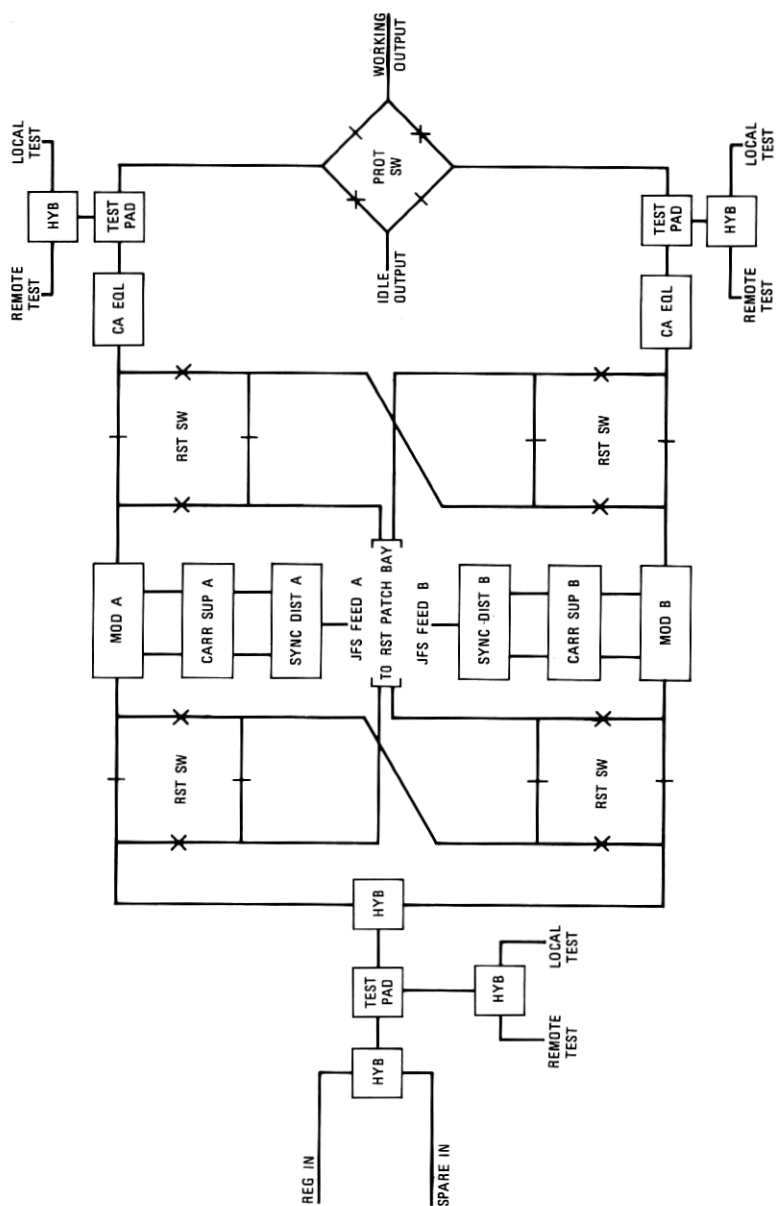 REG IN
SPARE IN
HYB
TEST
PAD
HYB
REMOTE
TEST
LOCAL
TEST
HYB
RST SW
RST SW
MOD A
CARR SUP A
SYNC DIST A
JFS FEED A
TO RST PATCH BAY
JFS FEED B
SYNC DIST B
CARR SUP B
MOD B
RST SW
RST SW
CA EQL
CA EQL
REMOTE
TEST
HYB
LOCAL
TEST
TEST
PAD
IDLE
OUTPUT
PROT
SW
WORKING
OUTPUT
TEST
PAD
REMOTE
TEST
HYB
LOCAL
TEST